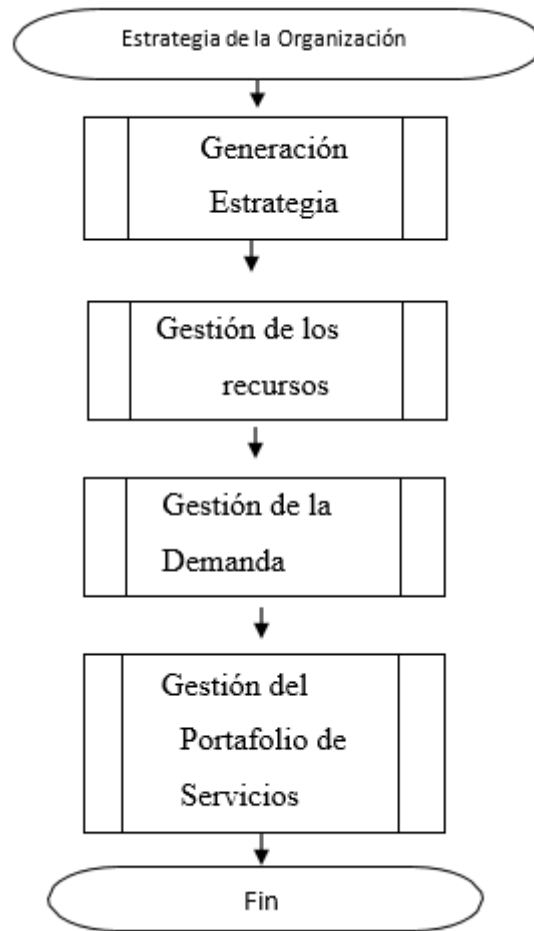 Estrategia de la Organización
Generación
Estrategia
Gestión de los
recursos
Gestión de la
Demanda
Gestión del
Portafolio de
Servicios
Fin